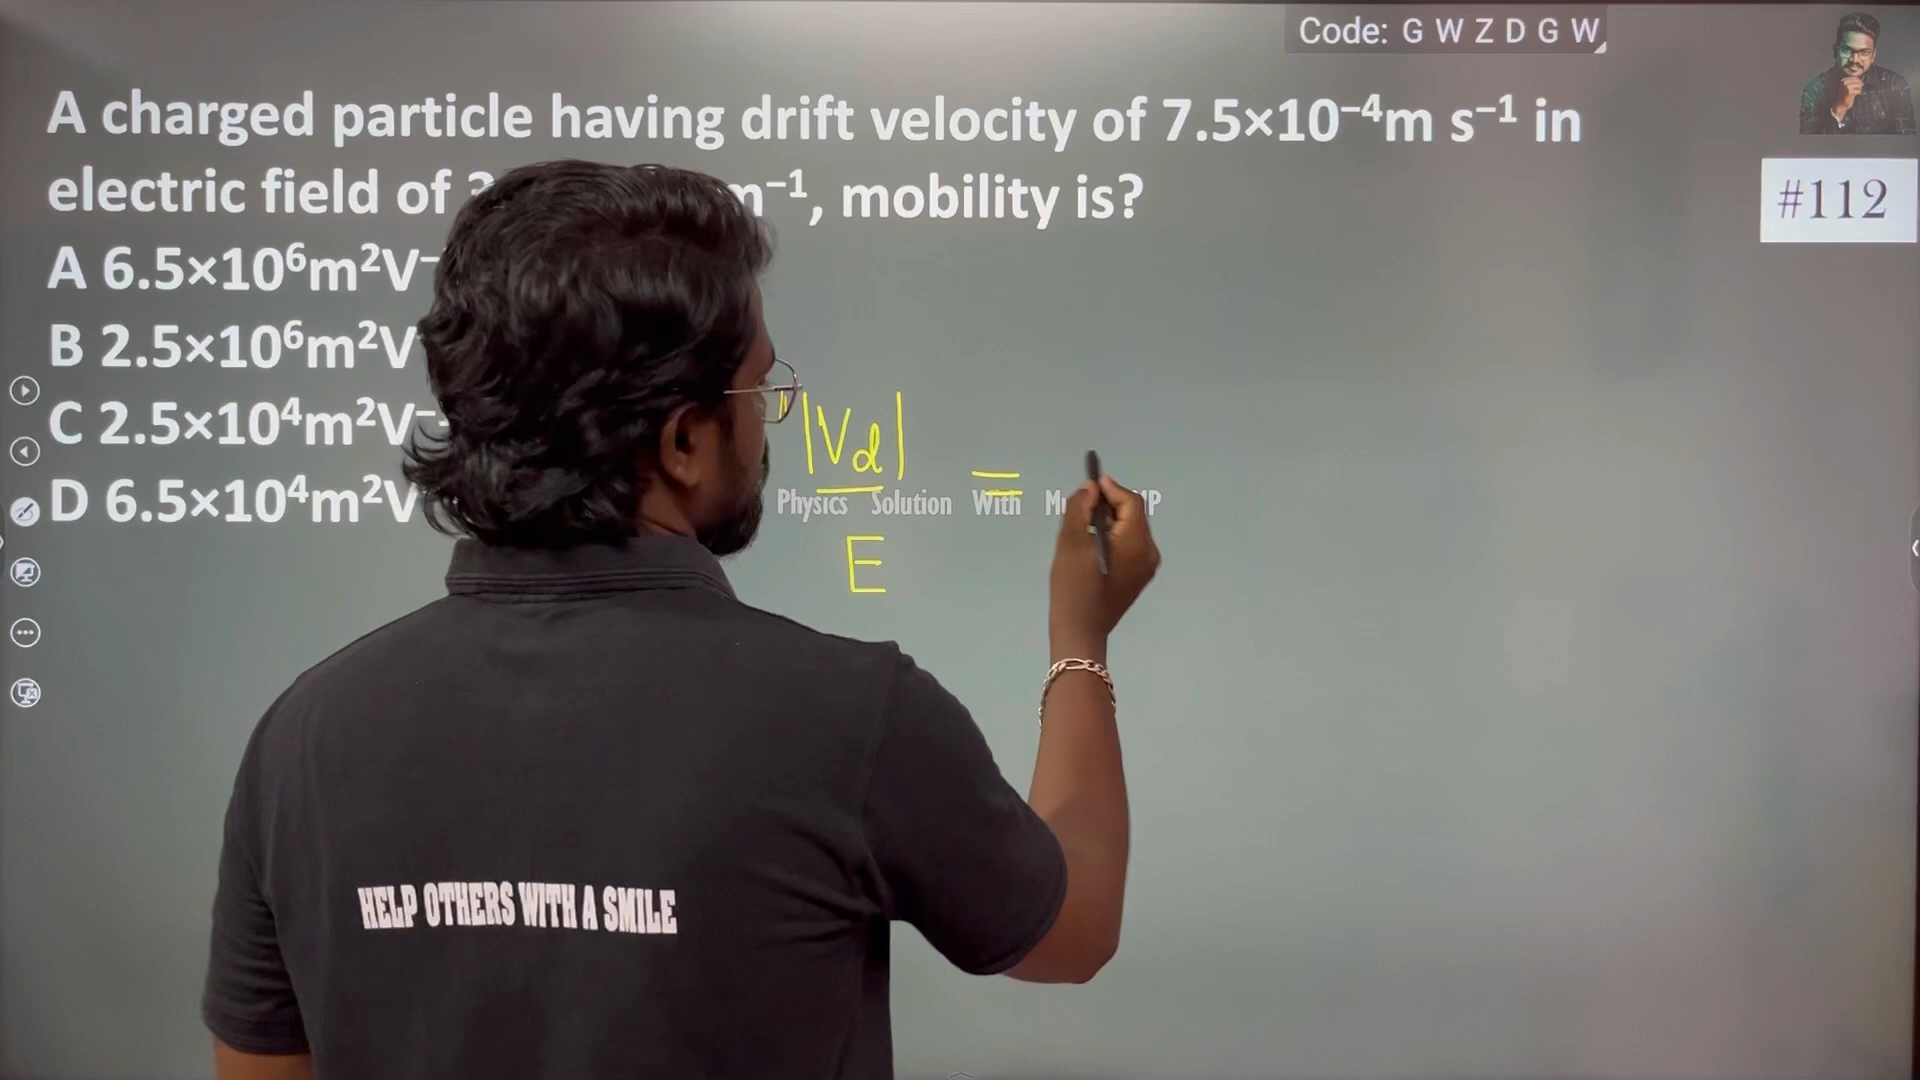 Code: G W Z D G W
A charged particle having drift velocity of 7.5×10⁻⁴m s⁻¹ in
electric field of m⁻¹, mobility is?
#112
A 6.5×10⁶m²V⁻
B 2.5×10⁶m²V
C 2.5×10⁴m²V⁻
D 6.5×10⁴m²V
|Vd|
=
Physics Solution With
E
HELP OTHERS WITH A SMILE